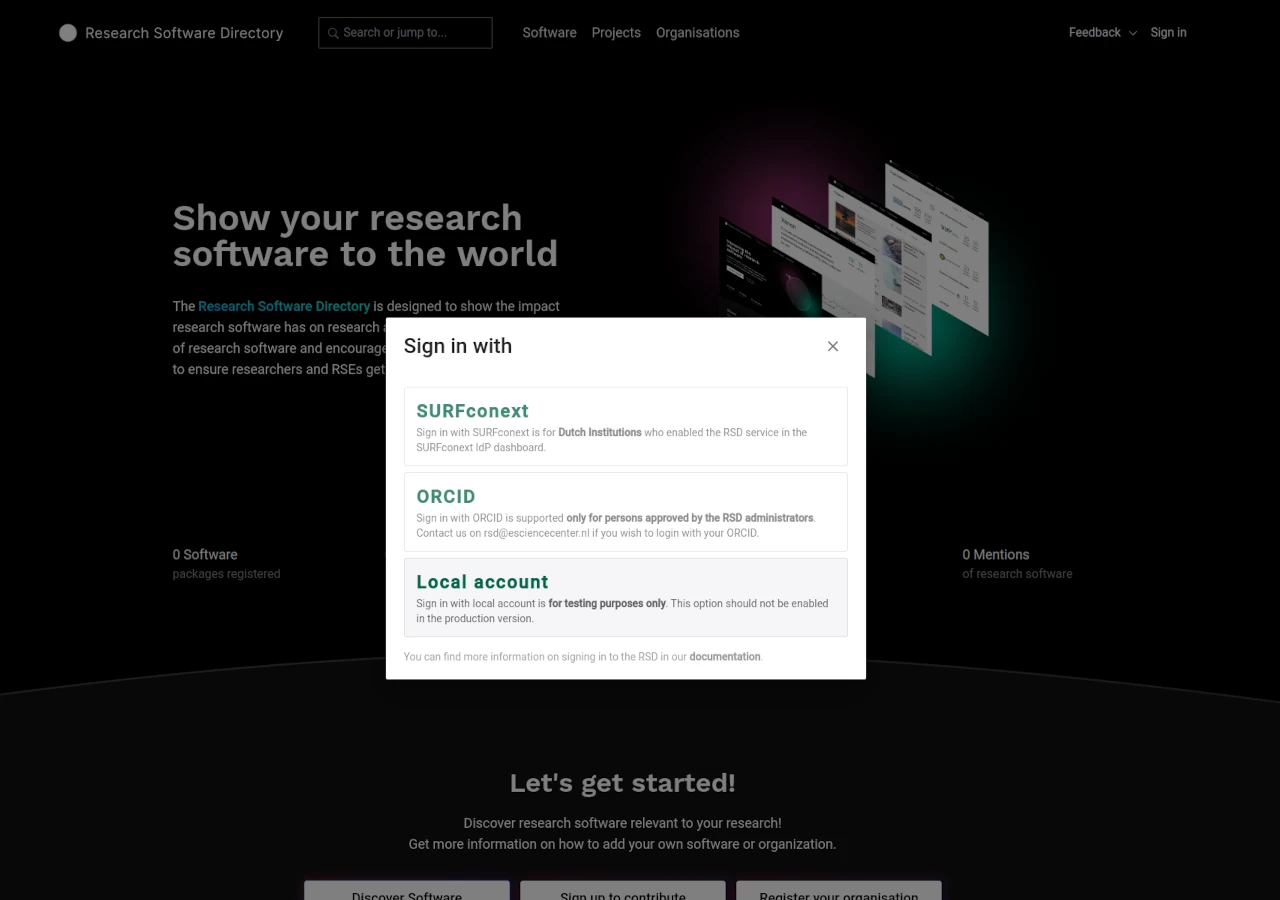 Research Software Directory
Search or jump to...
Software
Projects
Organisations
Feedback
Sign in
Show your research
software to the world
The Research Software Directory is designed to show the impact
research software has on research
of research software and encourage
to ensure researchers and RSEs get
Sign in with
SURFconext
Sign in with SURFconext is for Dutch Institutions who enabled the RSD service in the
SURFconext IdP dashboard.
ORCID
Sign in with ORCID is supported only for persons approved by the RSD administrators.
Contact us on rsd@esciencecenter.nl if you wish to login with your ORCID.
Local account
Sign in with local account is for testing purposes only. This option should not be enabled
in the production version.
You can find more information on signing in to the RSD in our documentation.
0 Software
packages registered
0 Mentions
of research software
Let's get started!
Discover research software relevant to your research!
Get more information on how to add your own software or organization.
Discover Software
Sign up to contribute
Register your organisation